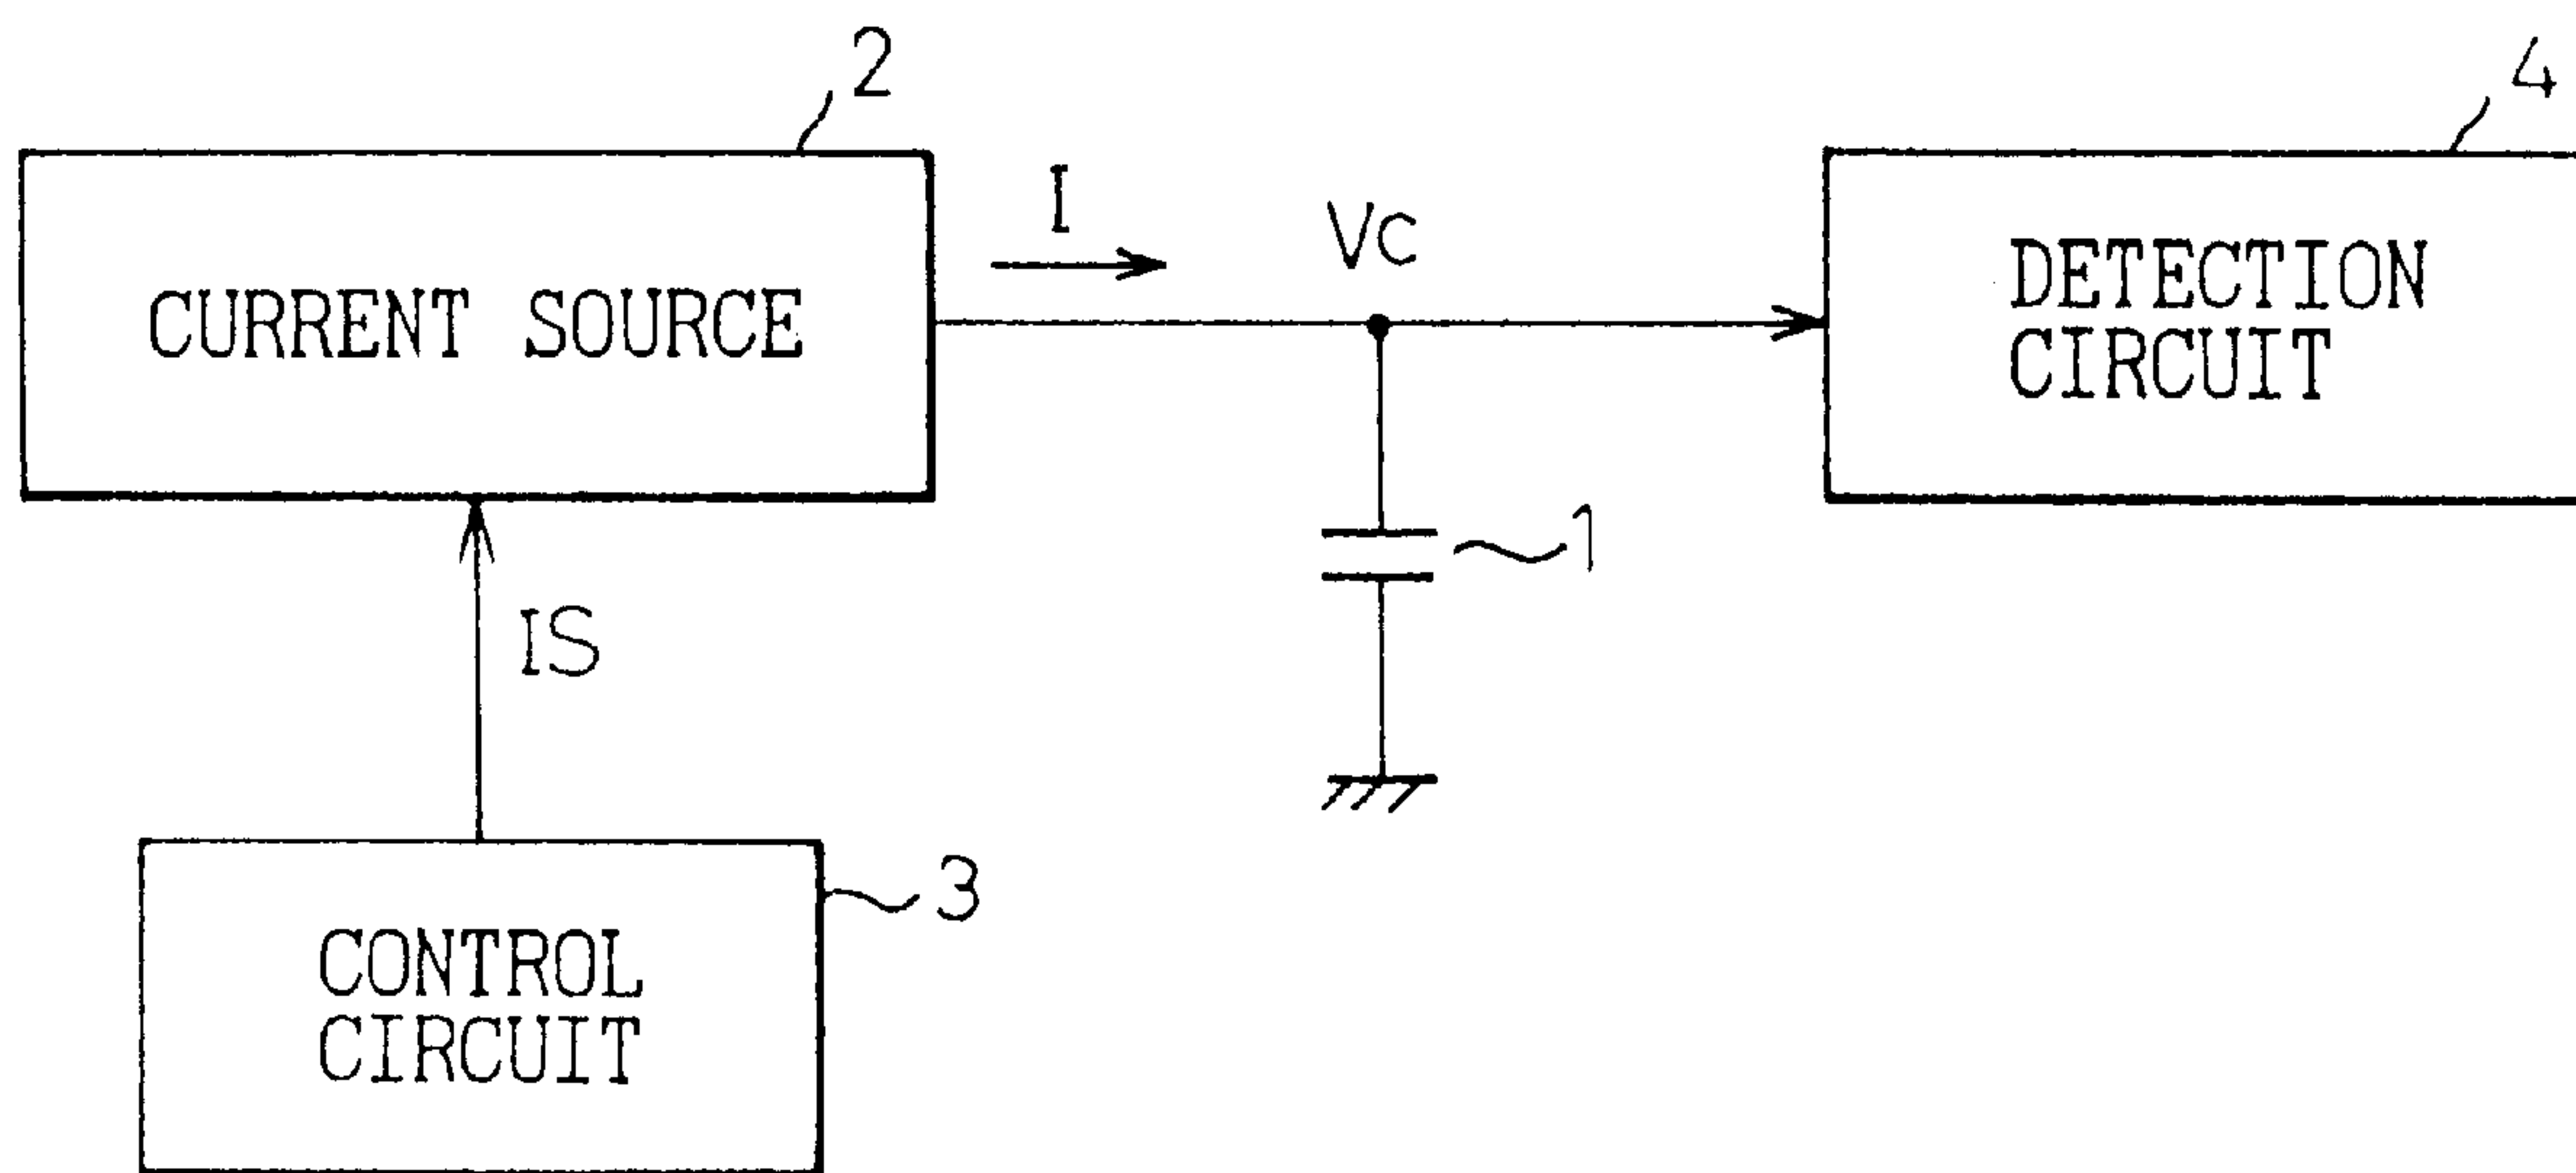 2
4
I
Vc
CURRENT SOURCE
DETECTION
CIRCUIT
1
IS
3
CONTROL
CIRCUIT